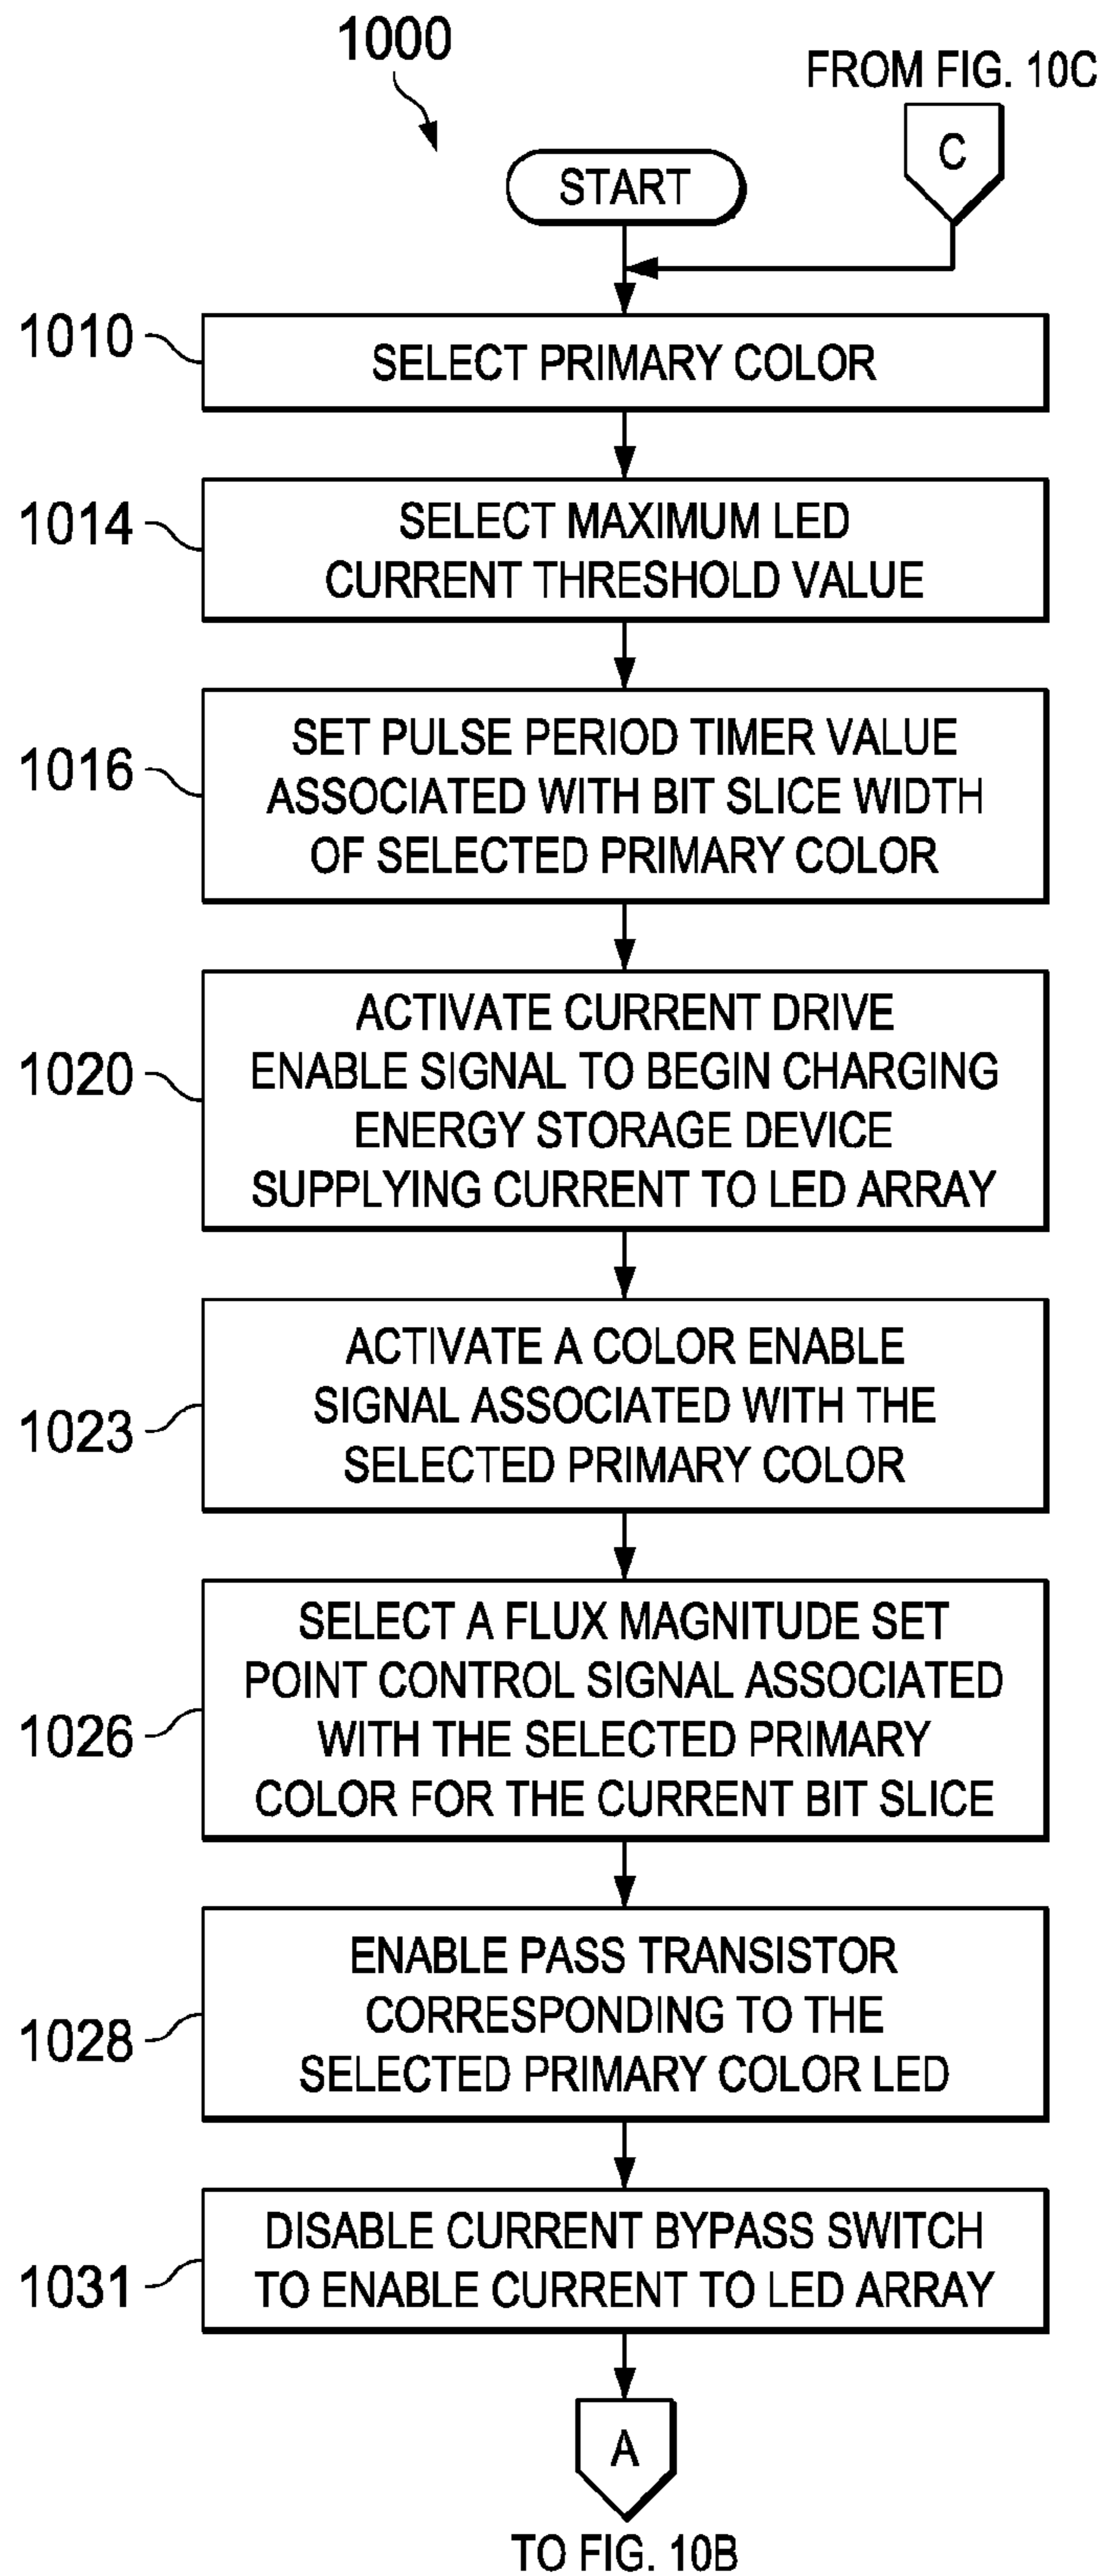 1000
FROM FIG. 10C
C
START
1010
SELECT PRIMARY COLOR
1014
SELECT MAXIMUM LED
CURRENT THRESHOLD VALUE
1016
SET PULSE PERIOD TIMER VALUE
ASSOCIATED WITH BIT SLICE WIDTH
OF SELECTED PRIMARY COLOR
1020
ACTIVATE CURRENT DRIVE
ENABLE SIGNAL TO BEGIN CHARGING
ENERGY STORAGE DEVICE
SUPPLYING CURRENT TO LED ARRAY
1023
ACTIVATE A COLOR ENABLE
SIGNAL ASSOCIATED WITH THE
SELECTED PRIMARY COLOR
1026
SELECT A FLUX MAGNITUDE SET
POINT CONTROL SIGNAL ASSOCIATED
WITH THE SELECTED PRIMARY
COLOR FOR THE CURRENT BIT SLICE
1028
ENABLE PASS TRANSISTOR
CORRESPONDING TO THE
SELECTED PRIMARY COLOR LED
1031
DISABLE CURRENT BYPASS SWITCH
TO ENABLE CURRENT TO LED ARRAY
A
TO FIG. 10B